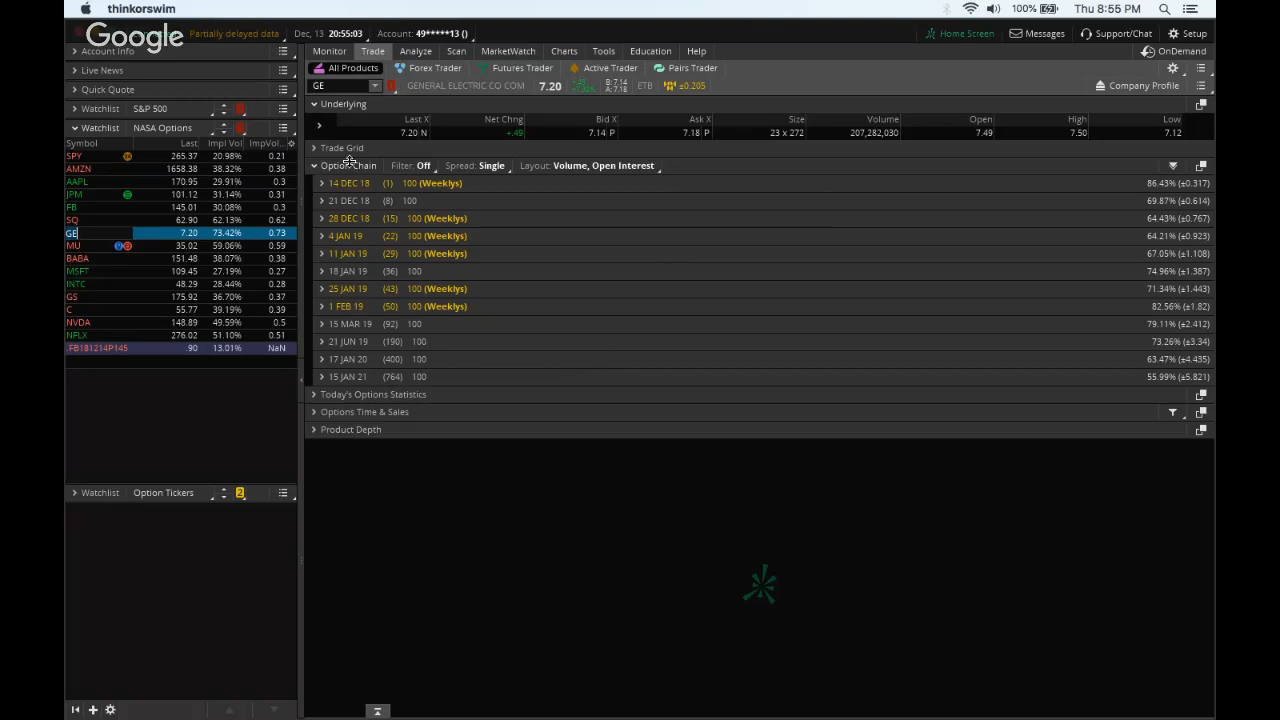 thinkorswim 100% Thu 8:55 PM
Google
Partially delayed data Dec, 13 20:55:03 Account: 49*****13 () Home Screen Messages Support/Chat Setup
Account Info Monitor Trade Analyze Scan MarketWatch Charts Tools Education Help OnDemand
Live News All Products Forex Trader Futures Trader Active Trader Pairs Trader
Quick Quote GE GENERAL ELECTRIC CO COM 7.20 B: 7.14 A: 7.18 ETB ±0.205 Company Profile
Watchlist S&P 500 Underlying
Watchlist NASA Options Last X Net Chng Bid X Ask X Size Volume Open High Low
7.20 N +.49 7.14 P 7.18 P 23 x 272 207,282,030 7.49 7.50 7.12
Symbol Last Impl Vol ImpVol...
Trade Grid
SPY 265.37 20.98% 0.21
Option Chain Filter: Off Spread: Single Layout: Volume, Open Interest
AMZN 1658.38 38.32% 0.38
AAPL 170.95 29.91% 0.3
14 DEC 18 (1) 100 (Weeklys) 86.43% (±0.317)
JPM 101.12 31.14% 0.31
21 DEC 18 (8) 100 69.87% (±0.614)
FB 145.01 30.08% 0.3
28 DEC 18 (15) 100 (Weeklys) 64.43% (±0.767)
SQ 62.90 62.13% 0.62
GE 7.20 73.42% 0.73
4 JAN 19 (22) 100 (Weeklys) 64.21% (±0.923)
MU 35.02 59.06% 0.59
11 JAN 19 (29) 100 (Weeklys) 67.05% (±1.108)
BABA 151.48 38.07% 0.38
18 JAN 19 (36) 100 74.96% (±1.387)
MSFT 109.45 27.19% 0.27
INTC 48.29 28.44% 0.28
25 JAN 19 (43) 100 (Weeklys) 71.34% (±1.443)
GS 175.92 36.70% 0.37
1 FEB 19 (50) 100 (Weeklys) 82.56% (±1.82)
C 55.77 39.19% 0.39
15 MAR 19 (92) 100 79.11% (±2.412)
NVDA 148.89 49.59% 0.5
NFLX 276.02 51.10% 0.51
21 JUN 19 (190) 100 73.26% (±3.34)
.FB181214P145 .90 13.01% NaN
17 JAN 20 (400) 100 63.47% (±4.435)
15 JAN 21 (764) 100 55.99% (±5.821)
Today's Options Statistics
Options Time & Sales
Product Depth
Watchlist Option Tickers 2